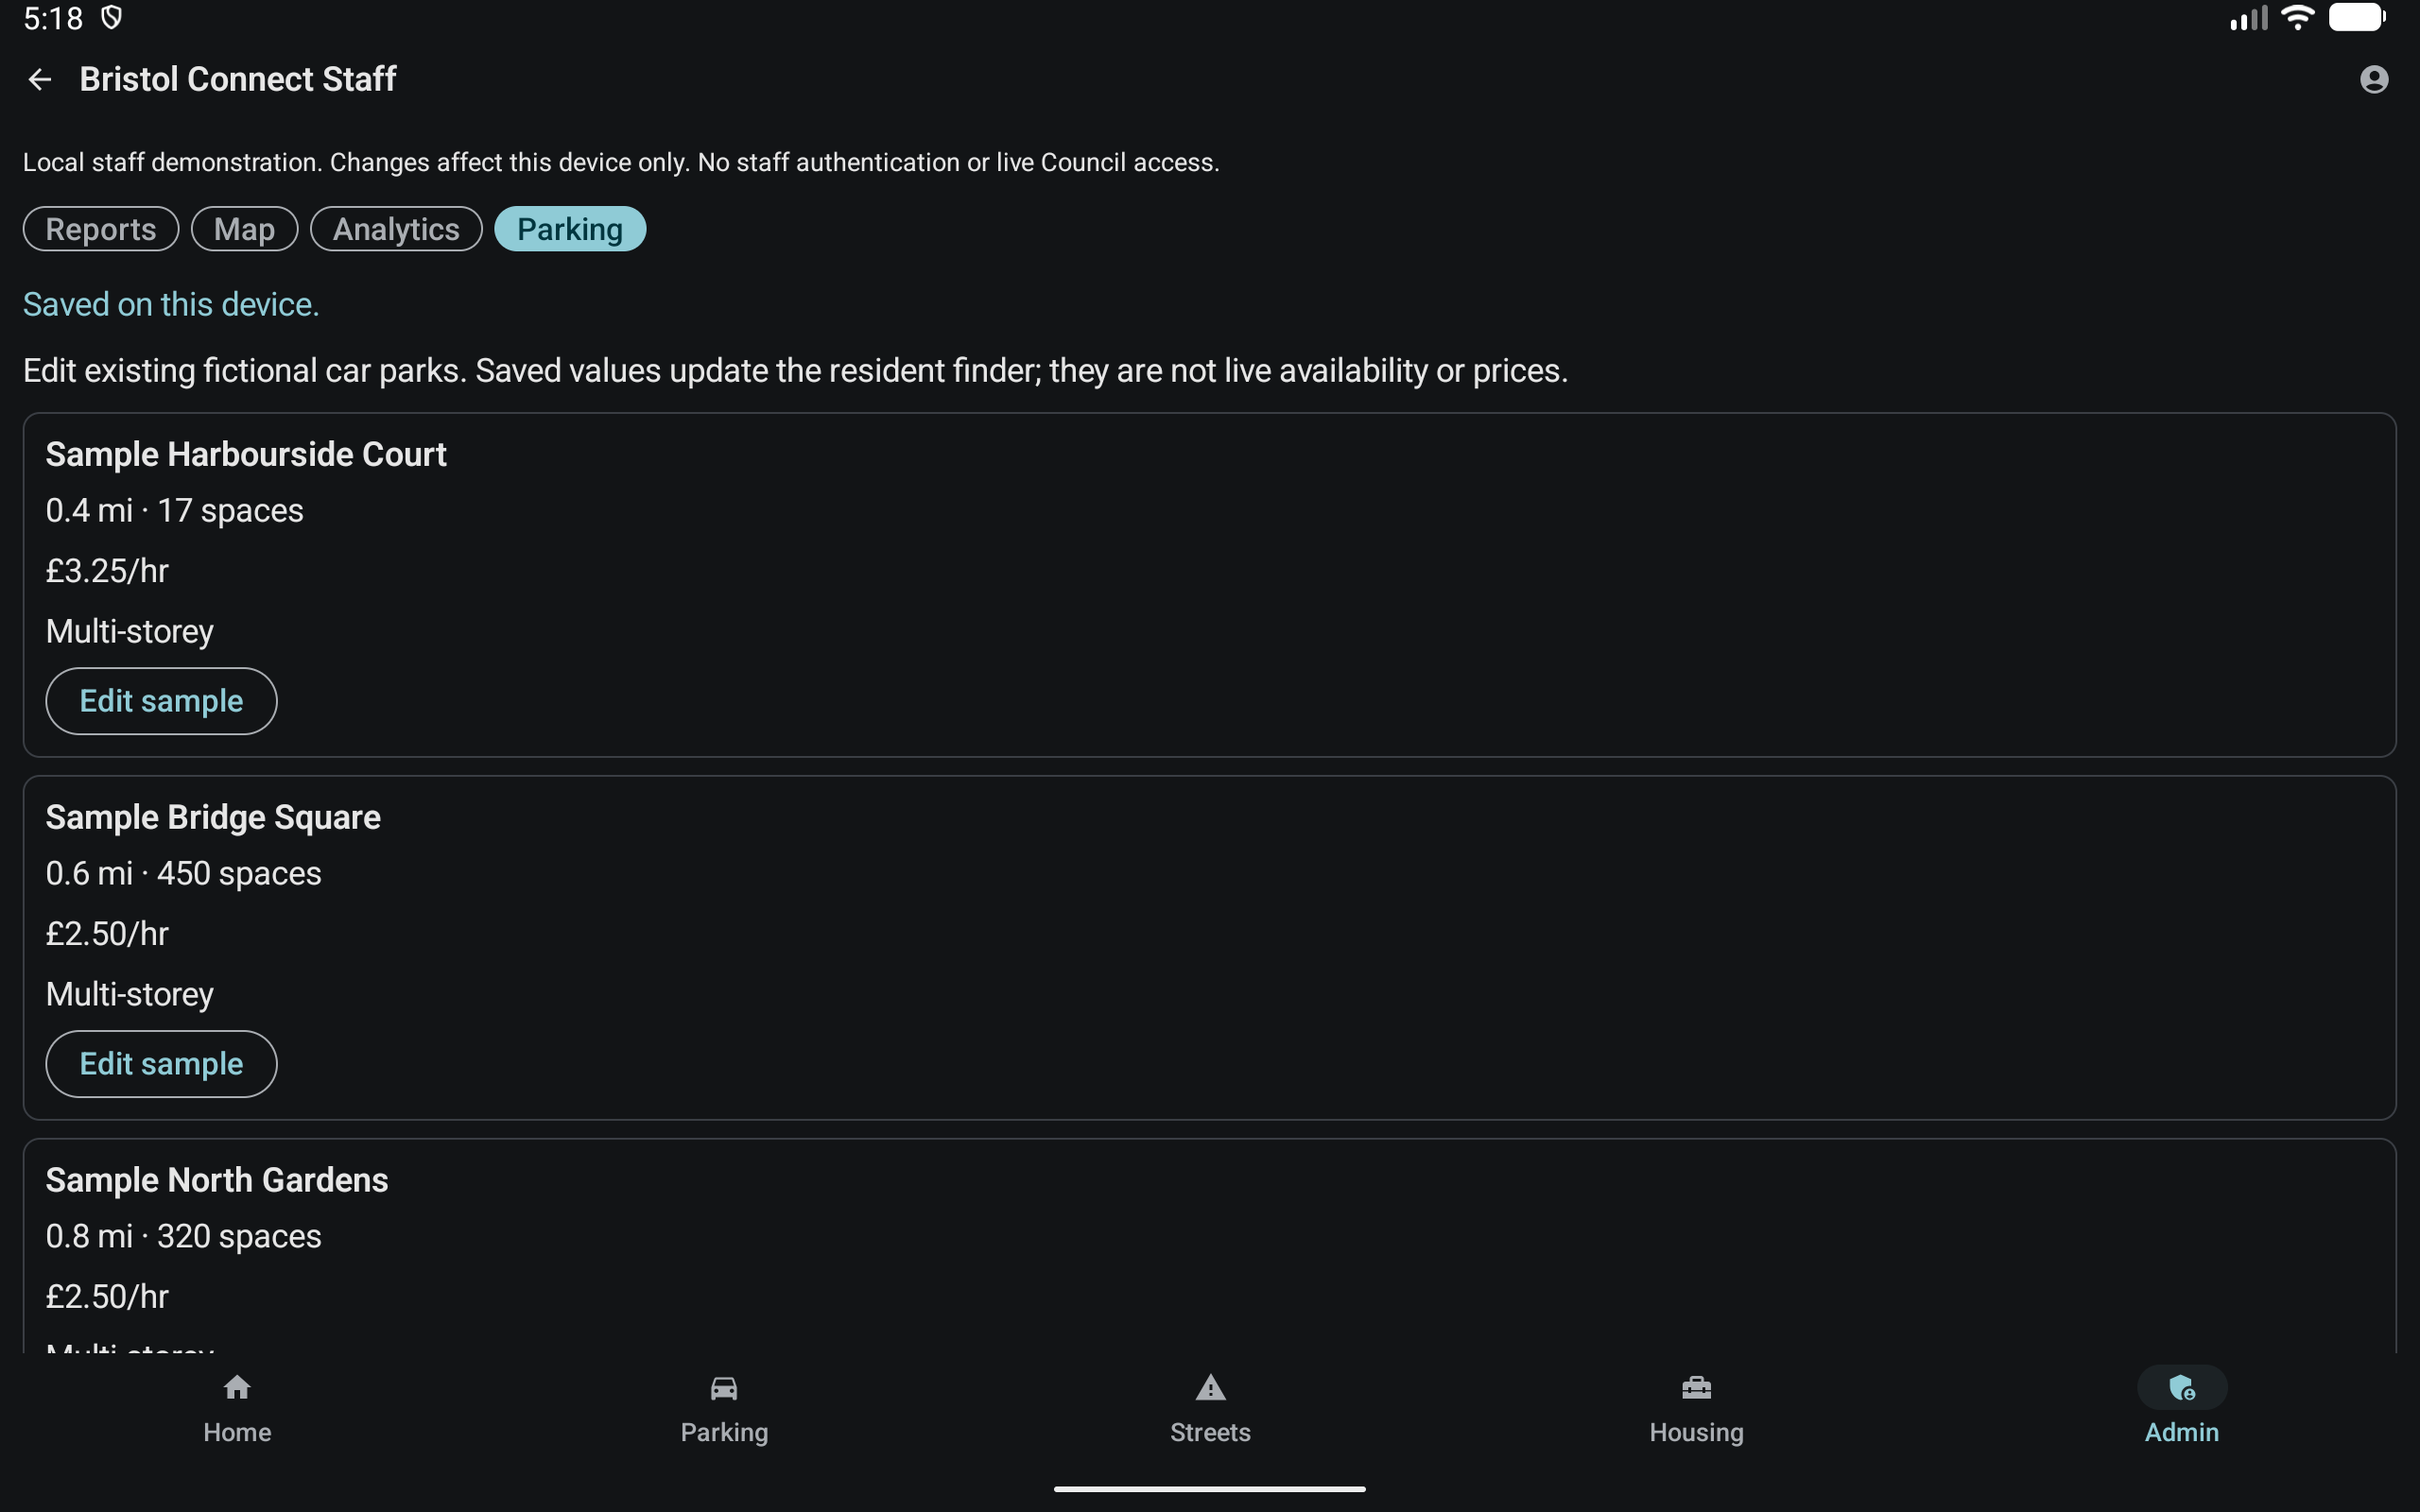 5:18
Bristol Connect Staff
Local staff demonstration. Changes affect this device only. No staff authentication or live Council access.
Reports Map Analytics Parking
Saved on this device.
Edit existing fictional car parks. Saved values update the resident finder; they are not live availability or prices.
Sample Harbourside Court
0.4 mi · 17 spaces
£3.25/hr
Multi-storey
Edit sample
Sample Bridge Square
0.6 mi · 450 spaces
£2.50/hr
Multi-storey
Edit sample
Sample North Gardens
0.8 mi · 320 spaces
£2.50/hr
Multi-storey
Home Parking Streets Housing Admin